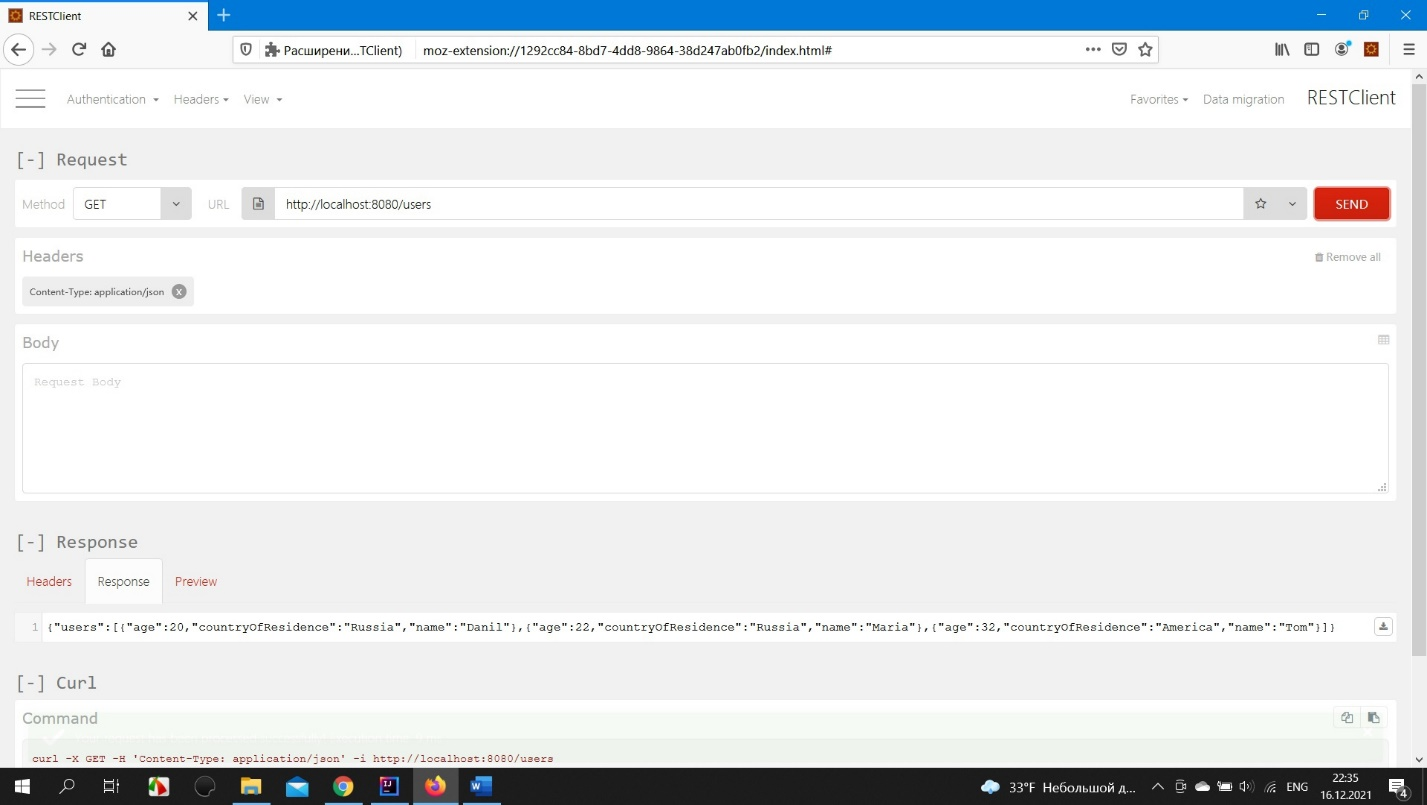 RESTClient
Расширени...TClient) moz-extension://1292cc84-8bd7-4dd8-9864-38d247ab0fb2/index.html#
Authentication Headers View Favorites Data migration RESTClient
[-] Request
Method GET URL http://localhost:8080/users SEND
Headers Remove all
Content-Type: application/json x
Body
Request Body
[-] Response
Headers Response Preview
1 {"users":[{"age":20,"countryOfResidence":"Russia","name":"Danil"},{"age":22,"countryOfResidence":"Russia","name":"Maria"},{"age":32,"countryOfResidence":"America","name":"Tom"}]}
[-] Curl
Command
curl -X GET -H 'Content-Type: application/json' -i http://localhost:8080/users
33°F Небольшой д... ENG 22:35
16.12.2021 4